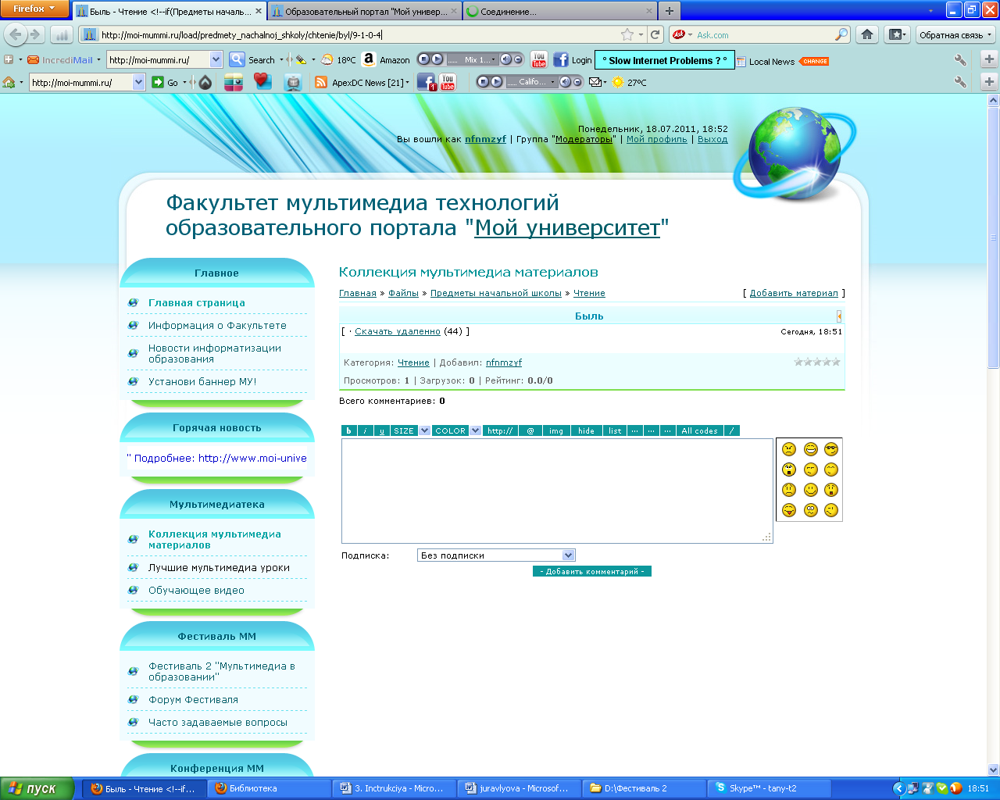 Firefox
Быль - Чтение <!--if(Предметы началь...
Образовательный портал "Мой универ...
Соединение...
http://moi-mummi.ru/load/predmety_nachalnoj_shkoly/chtenie/byl/9-1-0-4
Ask Ask.com
Обратная связь
IncrediMail
http://moi-mummi.ru/
Search
18ºC
Amazon
Mix 1...
You Tube
Login
° Slow Internet Problems ? °
Local News
CHANGE
http://moi-mummi.ru/
Go
ApexDC News [21]
1
You Tube
Califo...
27ºC
Понедельник, 18.07.2011, 18:52
Вы вошли как nfnmzyf | Группа "Модераторы" | Мой профиль | Выход
Факультет мультимедиа технологий
образовательного портала "Мой университет"
Главное
Главная страница
Информация о Факультете
Новости информатизации
образования
Установи баннер МУ!
Горячая новость
" Подробнее: http://www.moi-unive
Мультимедиатека
Коллекция мультимедиа
материалов
Лучшие мультимедиа уроки
Обучающее видео
Фестиваль ММ
Фестиваль 2 "Мультимедиа в
образовании"
Форум Фестиваля
Часто задаваемые вопросы
Конференция ММ
Коллекция мультимедиа материалов
Главная » Файлы » Предметы начальной школы » Чтение
[ Добавить материал ]
Быль
[ · Скачать удаленно (44) ]
Сегодня, 18:51
Категория: Чтение | Добавил: nfnmzyf
Просмотров: 1 | Загрузок: 0 | Рейтинг: 0.0/0
Всего комментариев: 0
b i u SIZE COLOR http:// @ img hide list ... ... ... All codes /
Подписка: Без подписки
- Добавить комментарий -
пуск
Быль - Чтение <!--if...
Библиотека
3. Instrukciya - Micro...
juravlyova - Microsof...
D:\Фестиваль 2
Skype™ - tany-t2
18:51